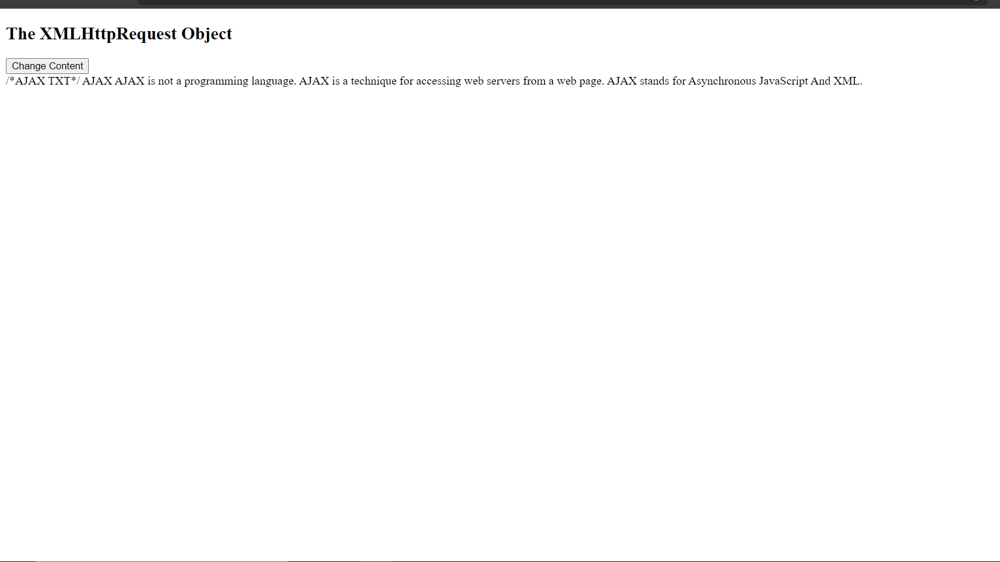 The XMLHttpRequest Object
Change Content
/*AJAX TXT*/ AJAX AJAX is not a programming language. AJAX is a technique for accessing web servers from a web page. AJAX stands for Asynchronous JavaScript And XML.